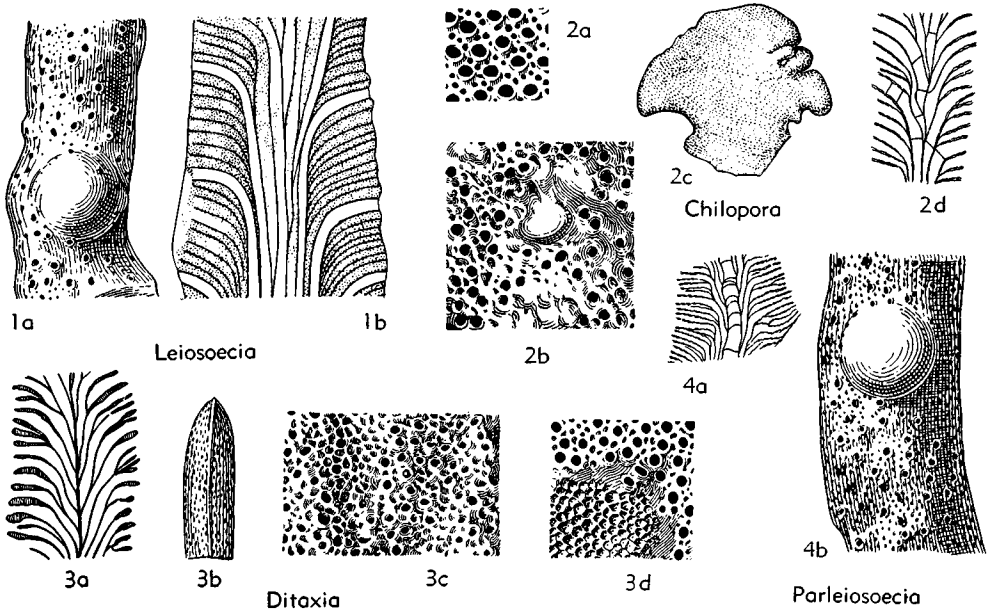 2a
2c
Chilopora
2d
1a
1b
Leiosoecia
2b
4a
3a
3b
3c
3d
Ditaxia
4b
Parleiosoecia